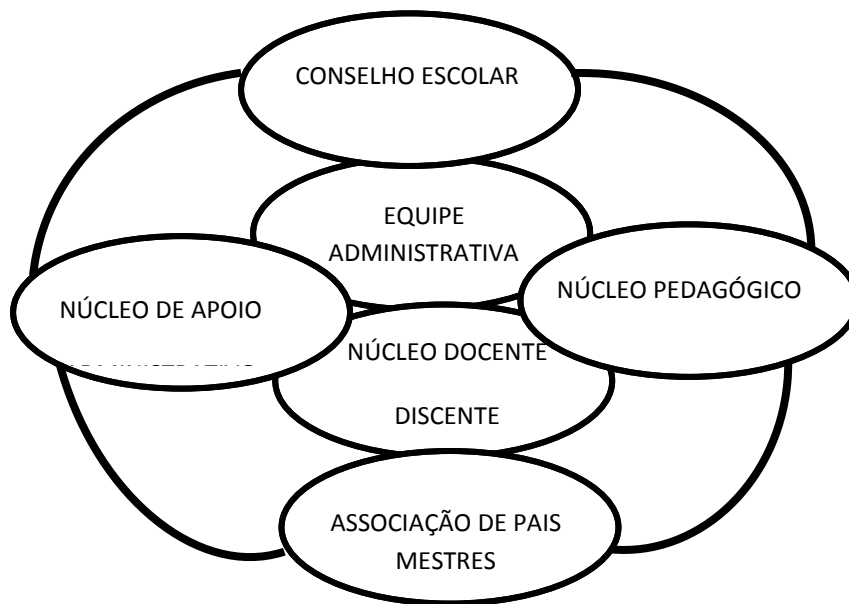 CONSELHO ESCOLAR
EQUIPE
ADMINISTRATIVA
NÚCLEO DE APOIO
NÚCLEO PEDAGÓGICO
NÚCLEO DOCENTE
DISCENTE
ASSOCIAÇÃO DE PAIS
MESTRES